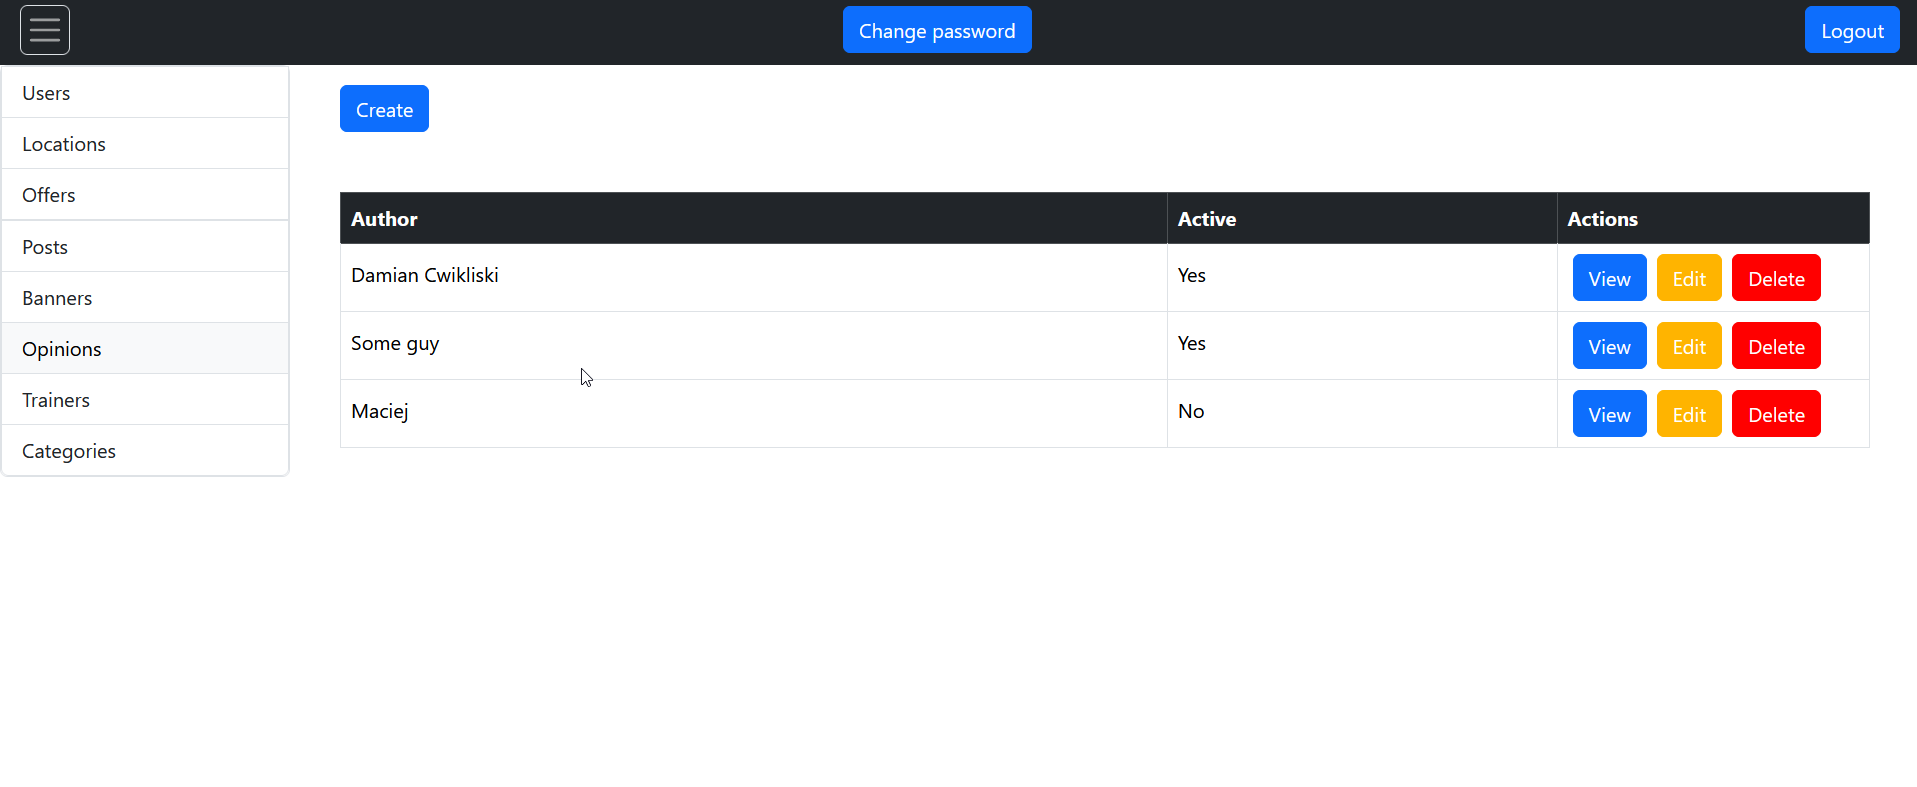 Change password
Logout
Users
Locations
Offers
Posts
Banners
Opinions
Trainers
Categories
Create
Author Active Actions
Damian Cwikliski Yes View Edit Delete
Some guy Yes View Edit Delete
Maciej No View Edit Delete